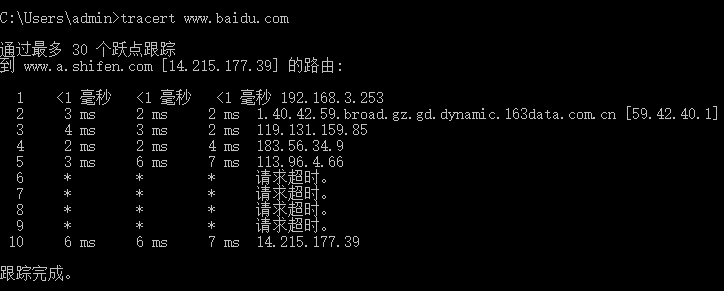 C:\Users\admin>tracert www.baidu.com
通过最多 30 个跃点跟踪
到 www.a.shifen.com [14.215.177.39] 的路由:
1 <1 毫秒 <1 毫秒 <1 毫秒 192.168.3.253
2 3 ms 2 ms 2 ms 1.40.42.59.broad.gz.gd.dynamic.163data.com.cn [59.42.40.1]
3 4 ms 3 ms 2 ms 119.131.159.85
4 2 ms 2 ms 4 ms 183.56.34.9
5 3 ms 6 ms 7 ms 113.96.4.66
6 * * * 请求超时。
7 * * * 请求超时。
8 * * * 请求超时。
9 * * * 请求超时。
10 6 ms 6 ms 7 ms 14.215.177.39
跟踪完成。